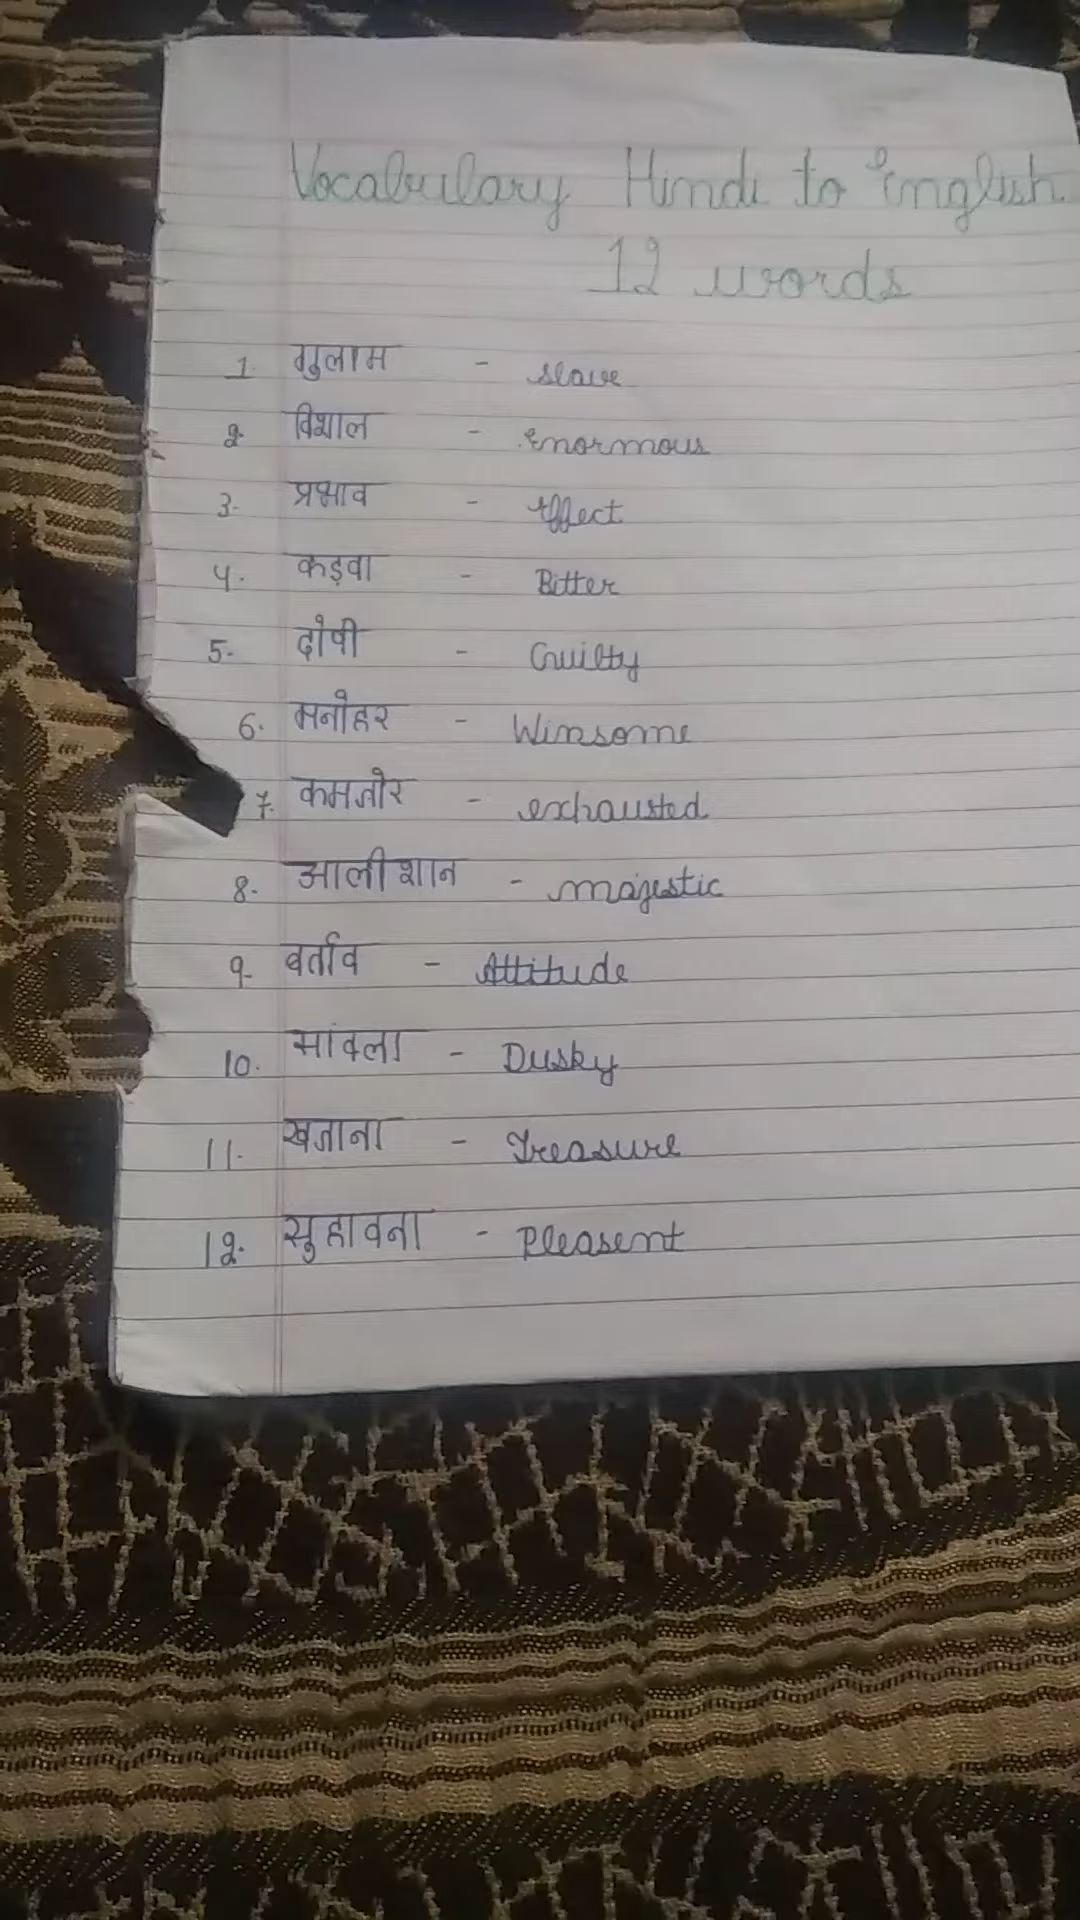 Vocabulary Hindi to English.
12 words
1. गुलाम - slave
2. विशाल - Enormous
3. प्रभाव - Effect
4. कड़वा - Bitter
5. दोषी - Guilty
6. मनोहर - Winsome
7. कमजोर - exhausted
8. आलीशान - majestic
9. बर्ताव - Attitude
10. सांवला - Dusky
11. खजाना - Treasure
12. सुहावना - Pleasent